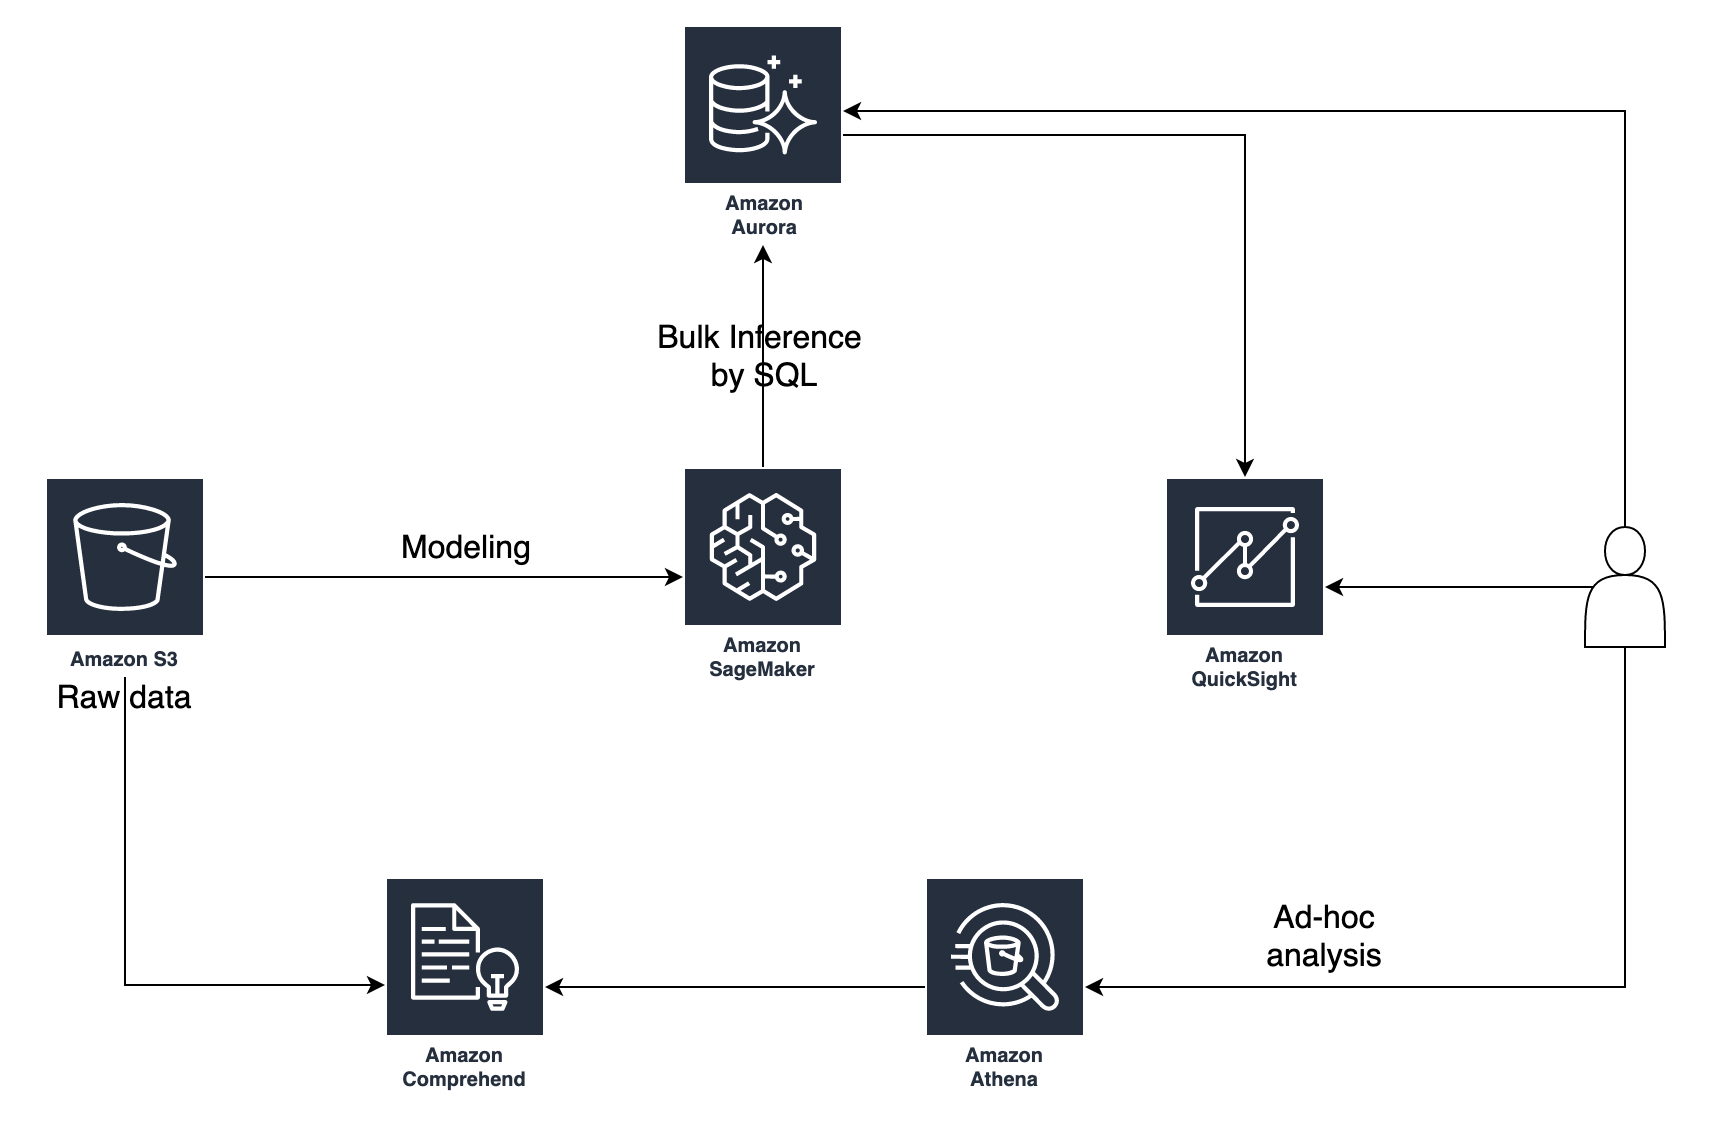 Amazon
Aurora
Bulk Inference
by SQL
Modeling
Amazon S3
Raw data
Amazon
SageMaker
Amazon
QuickSight
Ad-hoc
analysis
Amazon
Comprehend
Amazon
Athena